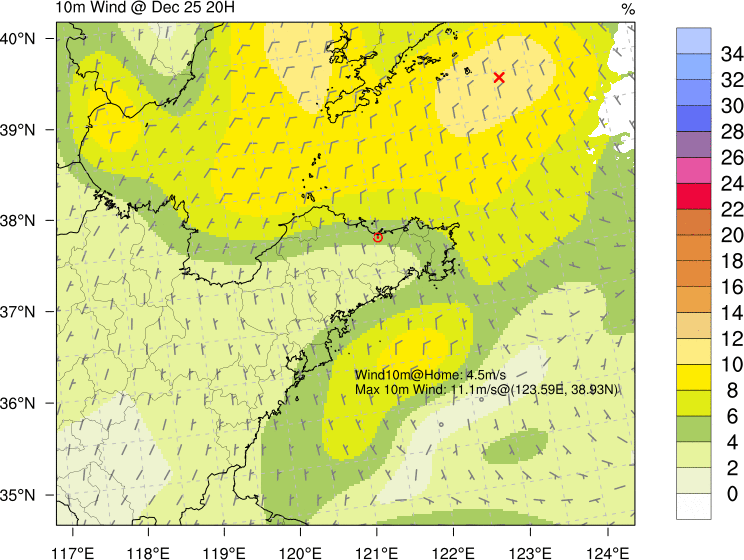 10m Wind @ Dec 25 20H
%
40°N
39°N
38°N
37°N
36°N
35°N
117°E
118°E
119°E
120°E
121°E
122°E
123°E
124°E
Wind10m@Home: 4.5m/s
Max 10m Wind: 11.1m/s@(123.59E, 38.93N)
34
32
30
28
26
24
22
20
18
16
14
12
10
8
6
4
2
0